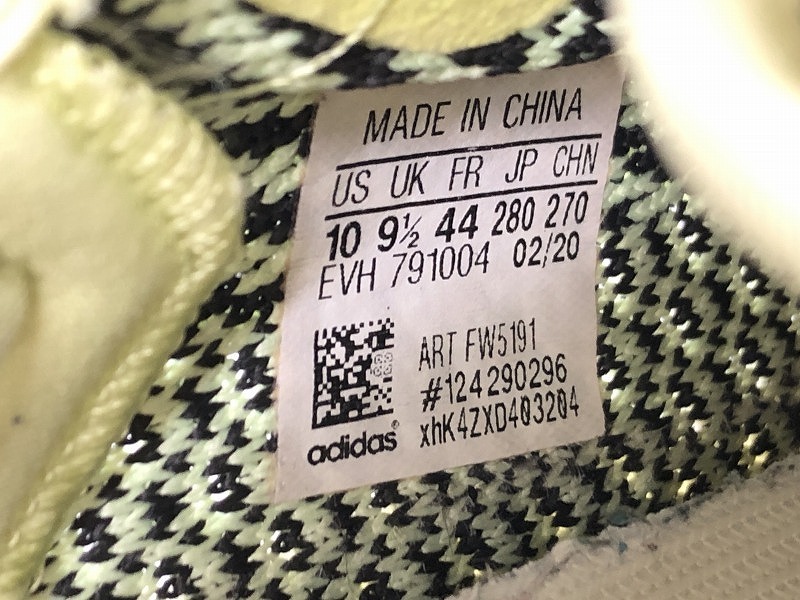 MADE IN CHINA
US UK FR JP CHN
10 9½ 44 280 270
EVH 791004 02/20
ART FW5191
#124290296
xhK4ZXD403204
adidas®